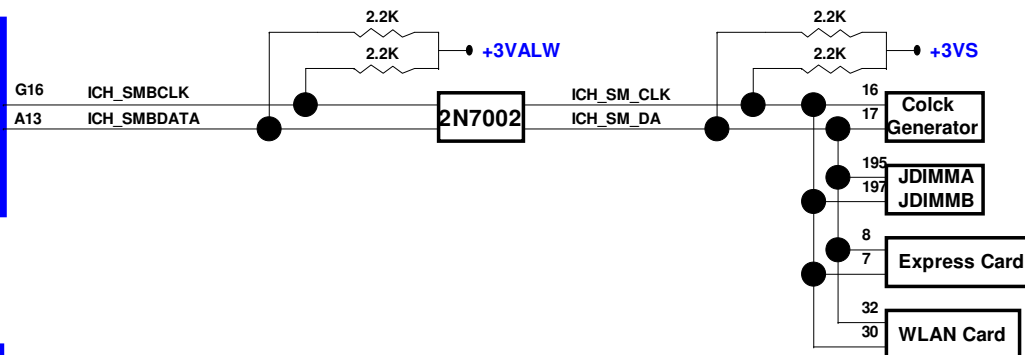 2.2K
2.2K
+3VALW
2.2K
2.2K
+3VS
G16 ICH_SMBCLK
A13 ICH_SMBDATA
2N7002
ICH_SM_CLK
ICH_SM_DA
16
17
Colck
Generator
195
197
JDIMMA
JDIMMB
8
7
Express Card
32
30
WLAN Card